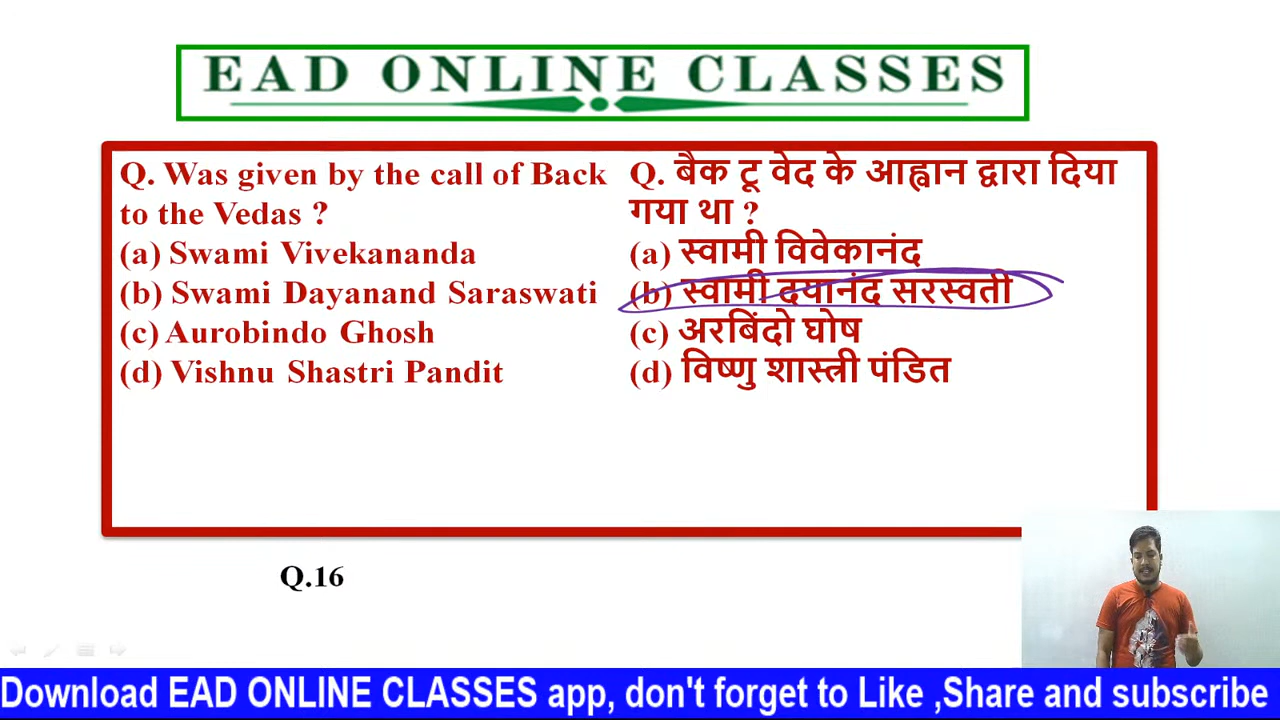 EAD ONLINE CLASSES
Q. Was given by the call of Back
to the Vedas ?
(a) Swami Vivekananda
(b) Swami Dayanand Saraswati
(c) Aurobindo Ghosh
(d) Vishnu Shastri Pandit
Q. बैक टू वेद के आह्वान द्वारा दिया
गया था ?
(a) स्वामी विवेकानंद
(b) स्वामी दयानंद सरस्वती
(c) अरबिंदो घोष
(d) विष्णु शास्त्री पंडित
Q.16
Download EAD ONLINE CLASSES app, don't forget to Like ,Share and subscribe